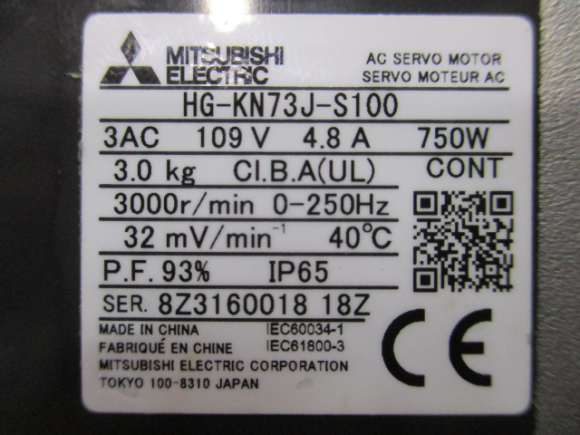 MITSUBISHI
ELECTRIC
AC SERVO MOTOR
SERVO MOTEUR AC
HG-KN73J-S100
3AC 109 V 4.8 A 750W
3.0 kg CI.B.A(UL) CONT
3000r/min 0-250Hz
32 mV/min⁻¹ 40℃
P.F. 93% IP65
SER. 8Z3160018 18Z
MADE IN CHINA IEC60034-1
FABRIQUÉ EN CHINE IEC61800-3
MITSUBISHI ELECTRIC CORPORATION
TOKYO 100-8310 JAPAN
CE